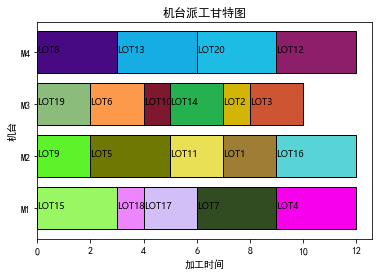 机台派工甘特图
机台
M4
LOT8 LOT13 LOT20 LOT12
M3
LOT19 LOT6 LOT10 LOT14 LOT2 LOT3
M2
LOT9 LOT5 LOT11 LOT1 LOT16
M1
LOT15 LOT18 LOT17 LOT7 LOT4
0 2 4 6 8 10 12
加工时间